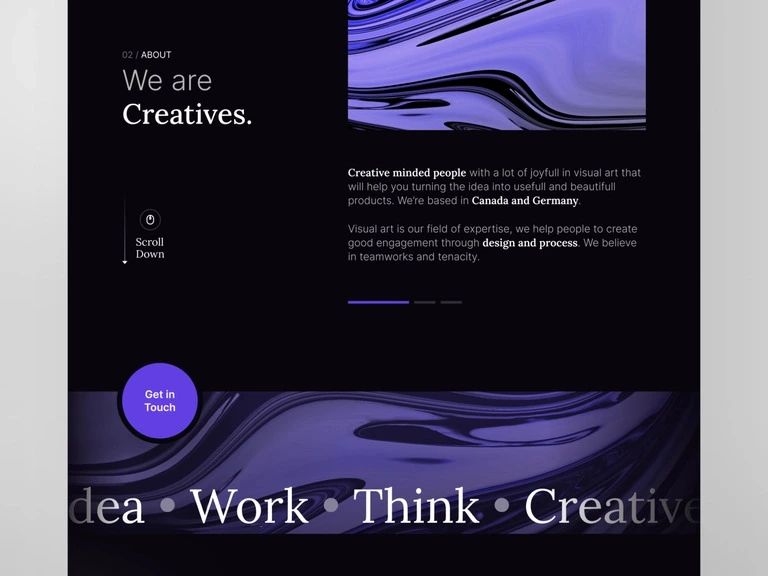 02 / ABOUT
We are
Creatives.
Creative minded people with a lot of joyfull in visual art that
will help you turning the idea into usefull and beautifull
products. We're based in Canada and Germany.
Visual art is our field of expertise, we help people to create
good engagement through design and process. We believe
in teamworks and tenacity.
Scroll
Down
Get in
Touch
dea • Work • Think • Creative